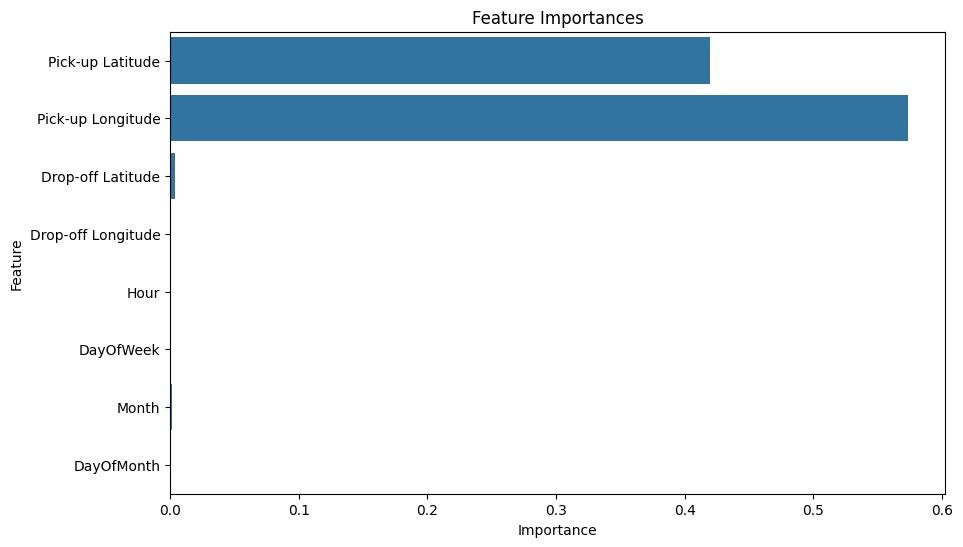 Feature Importances
Feature
Pick-up Latitude
Pick-up Longitude
Drop-off Latitude
Drop-off Longitude
Hour
DayOfWeek
Month
DayOfMonth
0.0 0.1 0.2 0.3 0.4 0.5 0.6
Importance